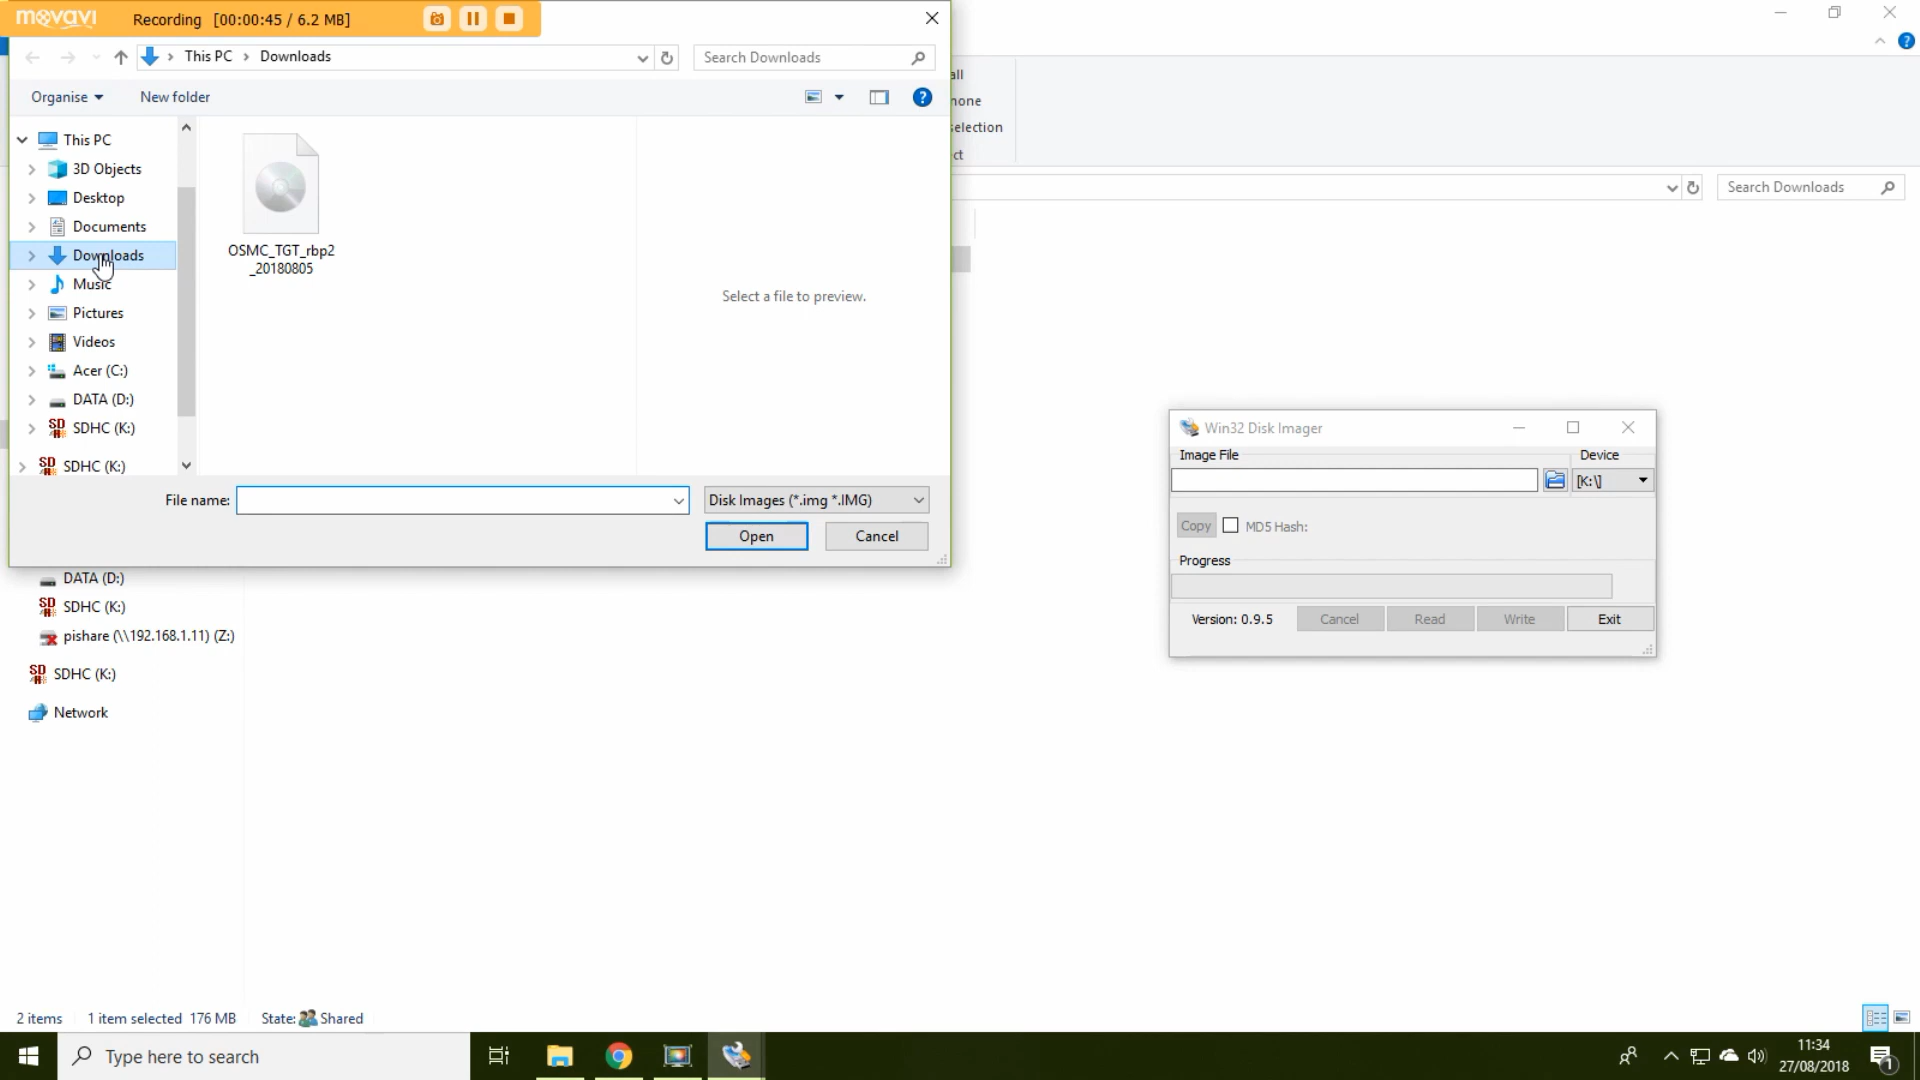 movavi
Recording [00:00:45 / 6.2 MB]
This PC > Downloads
Search Downloads
Organise
New folder
This PC
3D Objects
Desktop
Documents
Downloads
Music
Pictures
Videos
Acer (C:)
DATA (D:)
SDHC (K:)
SDHC (K:)
OSMC_TGT_rbp2
_20180805
Select a file to preview.
File name:
Disk Images (*.img *.IMG)
Open
Cancel
all
none
selection
ct
Search Downloads
Win32 Disk Imager
Image File
Device
[K:\]
Copy
MD5 Hash:
Progress
Version: 0.9.5
Cancel
Read
Write
Exit
DATA (D:)
SDHC (K:)
pishare (\\192.168.1.11) (Z:)
SDHC (K:)
Network
2 items
1 item selected 176 MB
State: Shared
Type here to search
11:34
27/08/2018
1